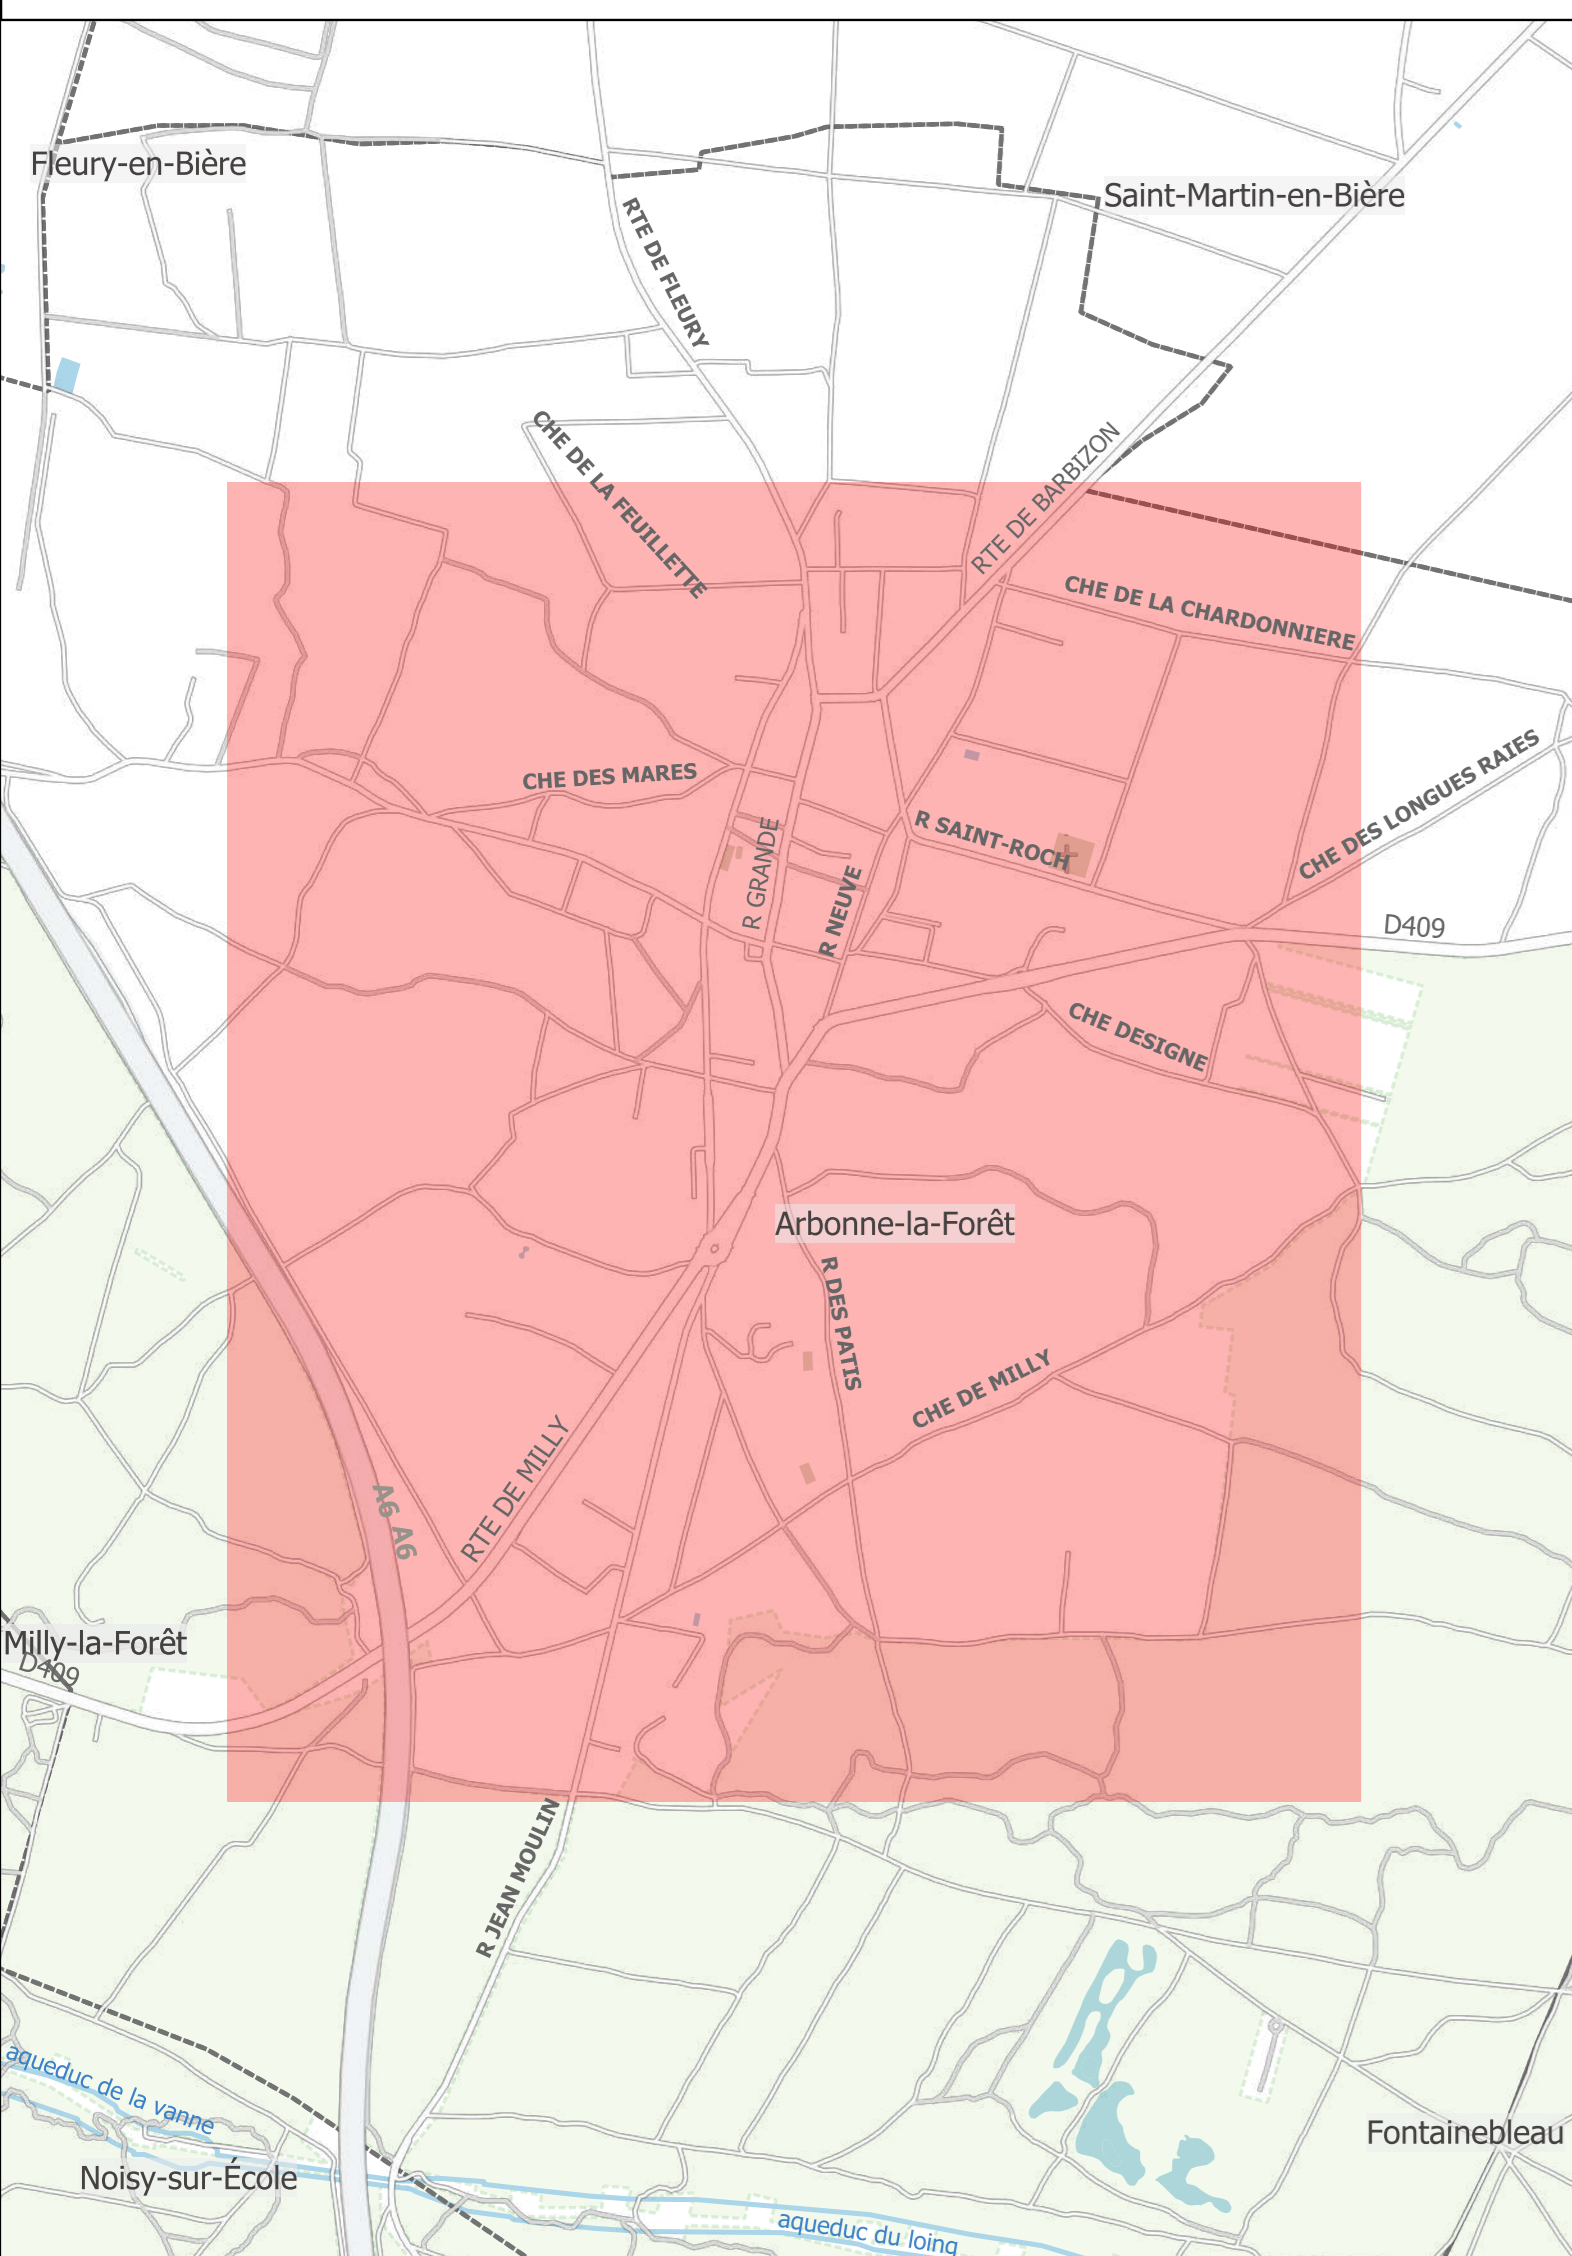 Fleury-en-Bière
Saint-Martin-en-Bière
RTE DE FLEURY
CHE DE LA FEUILLETTE
RTE DE BARBIZON
CHE DE LA CHARDONNIERE
CHE DES MARES
CHE DES LONGUES RAIES
R SAINT-ROCH
R GRANDE
R NEUVE
D409
CHE DESIGNE
Arbonne-la-Forêt
R DES PATIS
CHE DE MILLY
RTE DE MILLY
A6 A6
Milly-la-Forêt
D409
R JEAN MOULIN
aqueduc de la vanne
Fontainebleau
Noisy-sur-École
aqueduc du loing